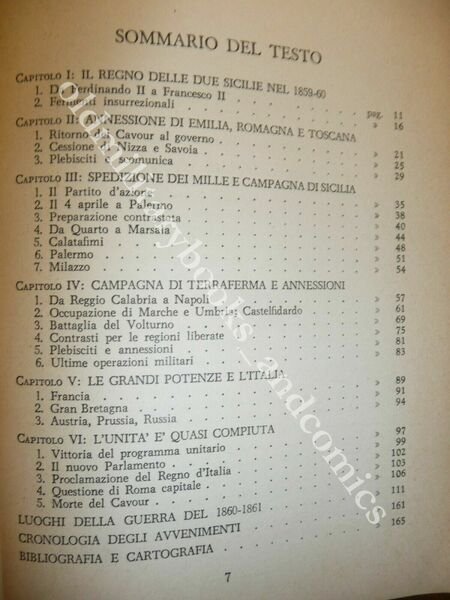 SOMMARIO DEL TESTO
CAPITOLO I: IL REGNO DELLE DUE SICILIE NEL 1859-60
1. Da Ferdinando II a Francesco II pag. 11
2. Fermenti insurrezionali » 16
CAPITOLO II: ANNESSIONE DI EMILIA, ROMAGNA E TOSCANA
1. Ritorno del Cavour al governo » 21
2. Cessione di Nizza e Savoia » 25
3. Plebisciti e scomunica » 29
CAPITOLO III: SPEDIZIONE DEI MILLE E CAMPAGNA DI SICILIA
1. Il Partito d'azione » 35
2. Il 4 aprile a Palermo » 38
3. Preparazione contrastata » 40
4. Da Quarto a Marsala » 44
5. Calatafimi » 48
6. Palermo » 51
7. Milazzo » 54
CAPITOLO IV: CAMPAGNA DI TERRAFERMA E ANNESSIONI
1. Da Reggio Calabria a Napoli » 57
2. Occupazione di Marche e Umbria; Castelfidardo » 61
3. Battaglia del Volturno » 69
4. Contrasti per le regioni liberate » 75
5. Plebisciti e annessioni
6. Ultime operazioni militari » 83
CAPITOLO V: LE GRANDI POTENZE E L'ITALIA
1. Francia » 89
2. Gran Bretagna » 91
3. Austria, Prussia, Russia » 94
CAPITOLO VI: L'UNITA' E' QUASI COMPIUTA
1. Vittoria del programma unitario » 97
2. Il nuovo Parlamento » 99
3. Proclamazione del Regno d'Italia » 102
4. Questione di Roma capitale » 103
5. Morte del Cavour » 106
LUOGHI DELLA GUERRA DEL 1860-1861 » 111
CRONOLOGIA DEGLI AVVENIMENTI » 161
BIBLIOGRAFIA E CARTOGRAFIA » 165
7
oldmilitarybooks_andcomics